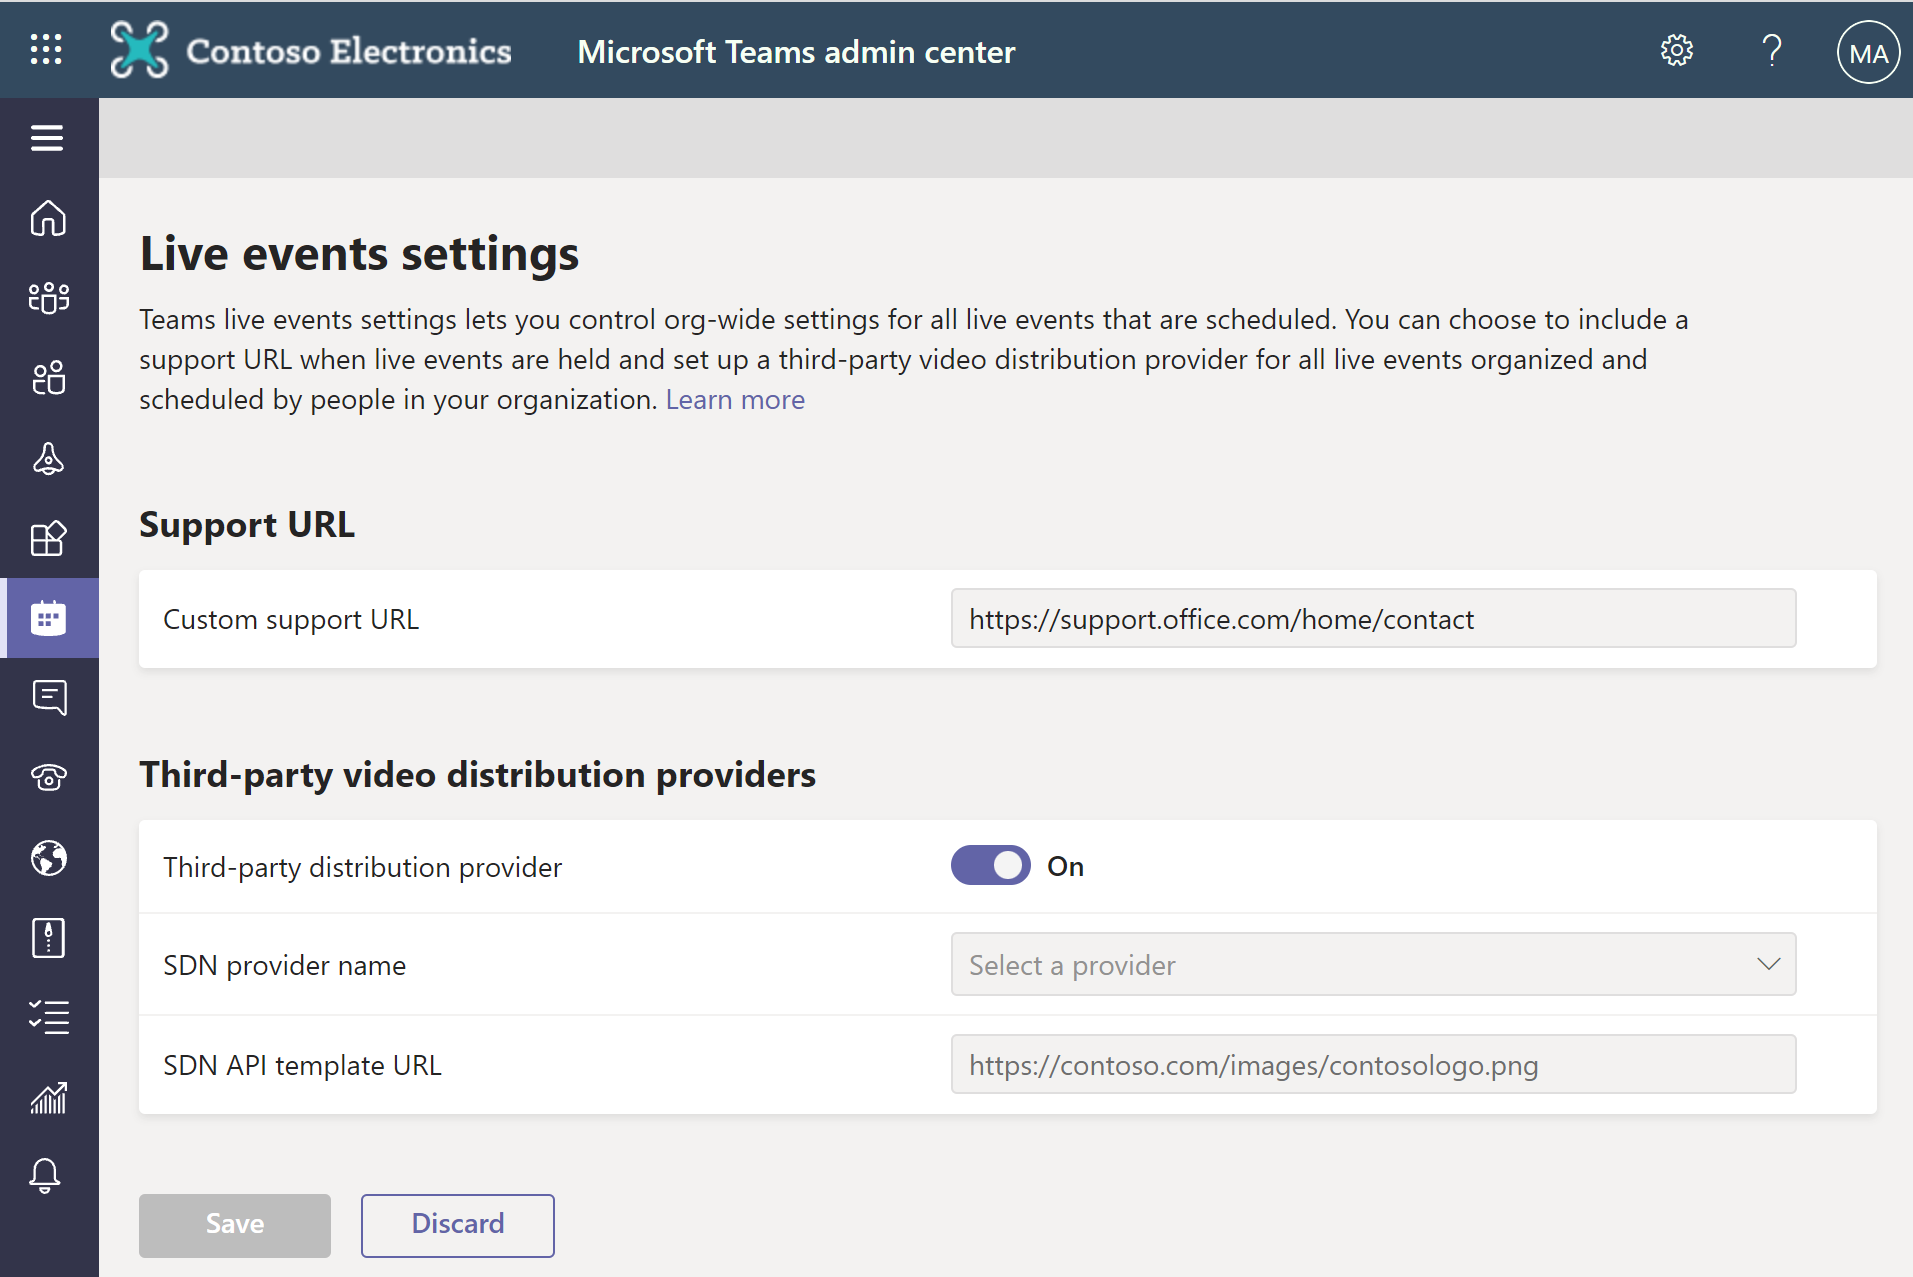 Contoso Electronics
Microsoft Teams admin center
MA
Live events settings
Teams live events settings lets you control org-wide settings for all live events that are scheduled. You can choose to include a
support URL when live events are held and set up a third-party video distribution provider for all live events organized and
scheduled by people in your organization. Learn more
Support URL
Custom support URL
https://support.office.com/home/contact
Third-party video distribution providers
Third-party distribution provider
On
SDN provider name
Select a provider
SDN API template URL
https://contoso.com/images/contosologo.png
Save
Discard